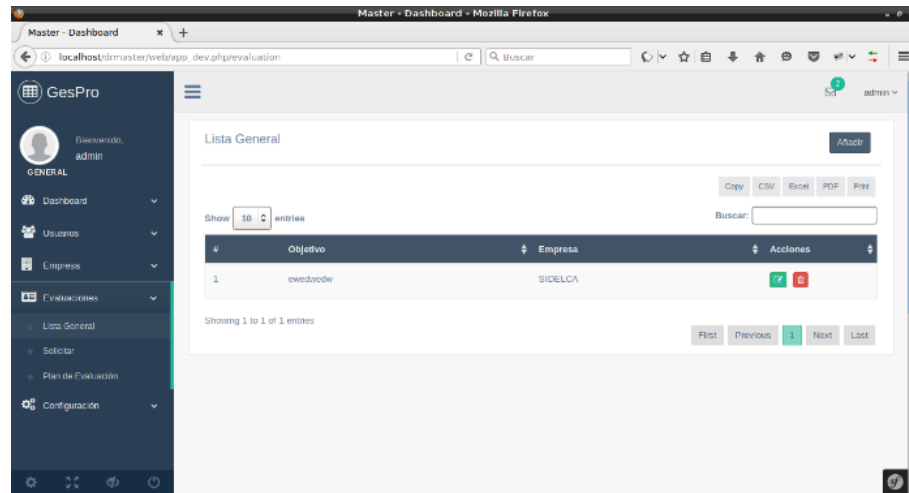 Master - Dashboard - Mozilla Firefox
Master - Dashboard × +
localhost/drmaster/web/app_dev.php/evaluation Buscar
GesPro
2 admin
Bienvenido,
admin
GENERAL
Dashboard
Usuarios
Empresa
Evaluaciones
Lista General
Solicitar
Plan de Evaluación
Configuración
Lista General Añadir
Copy CSV Excel PDF Print
Show 10 entries Buscar:
# Objetivo Empresa Acciones
1 ewedwedw SIDELCA
Showing 1 to 1 of 1 entries
First Previous 1 Next Last
sf